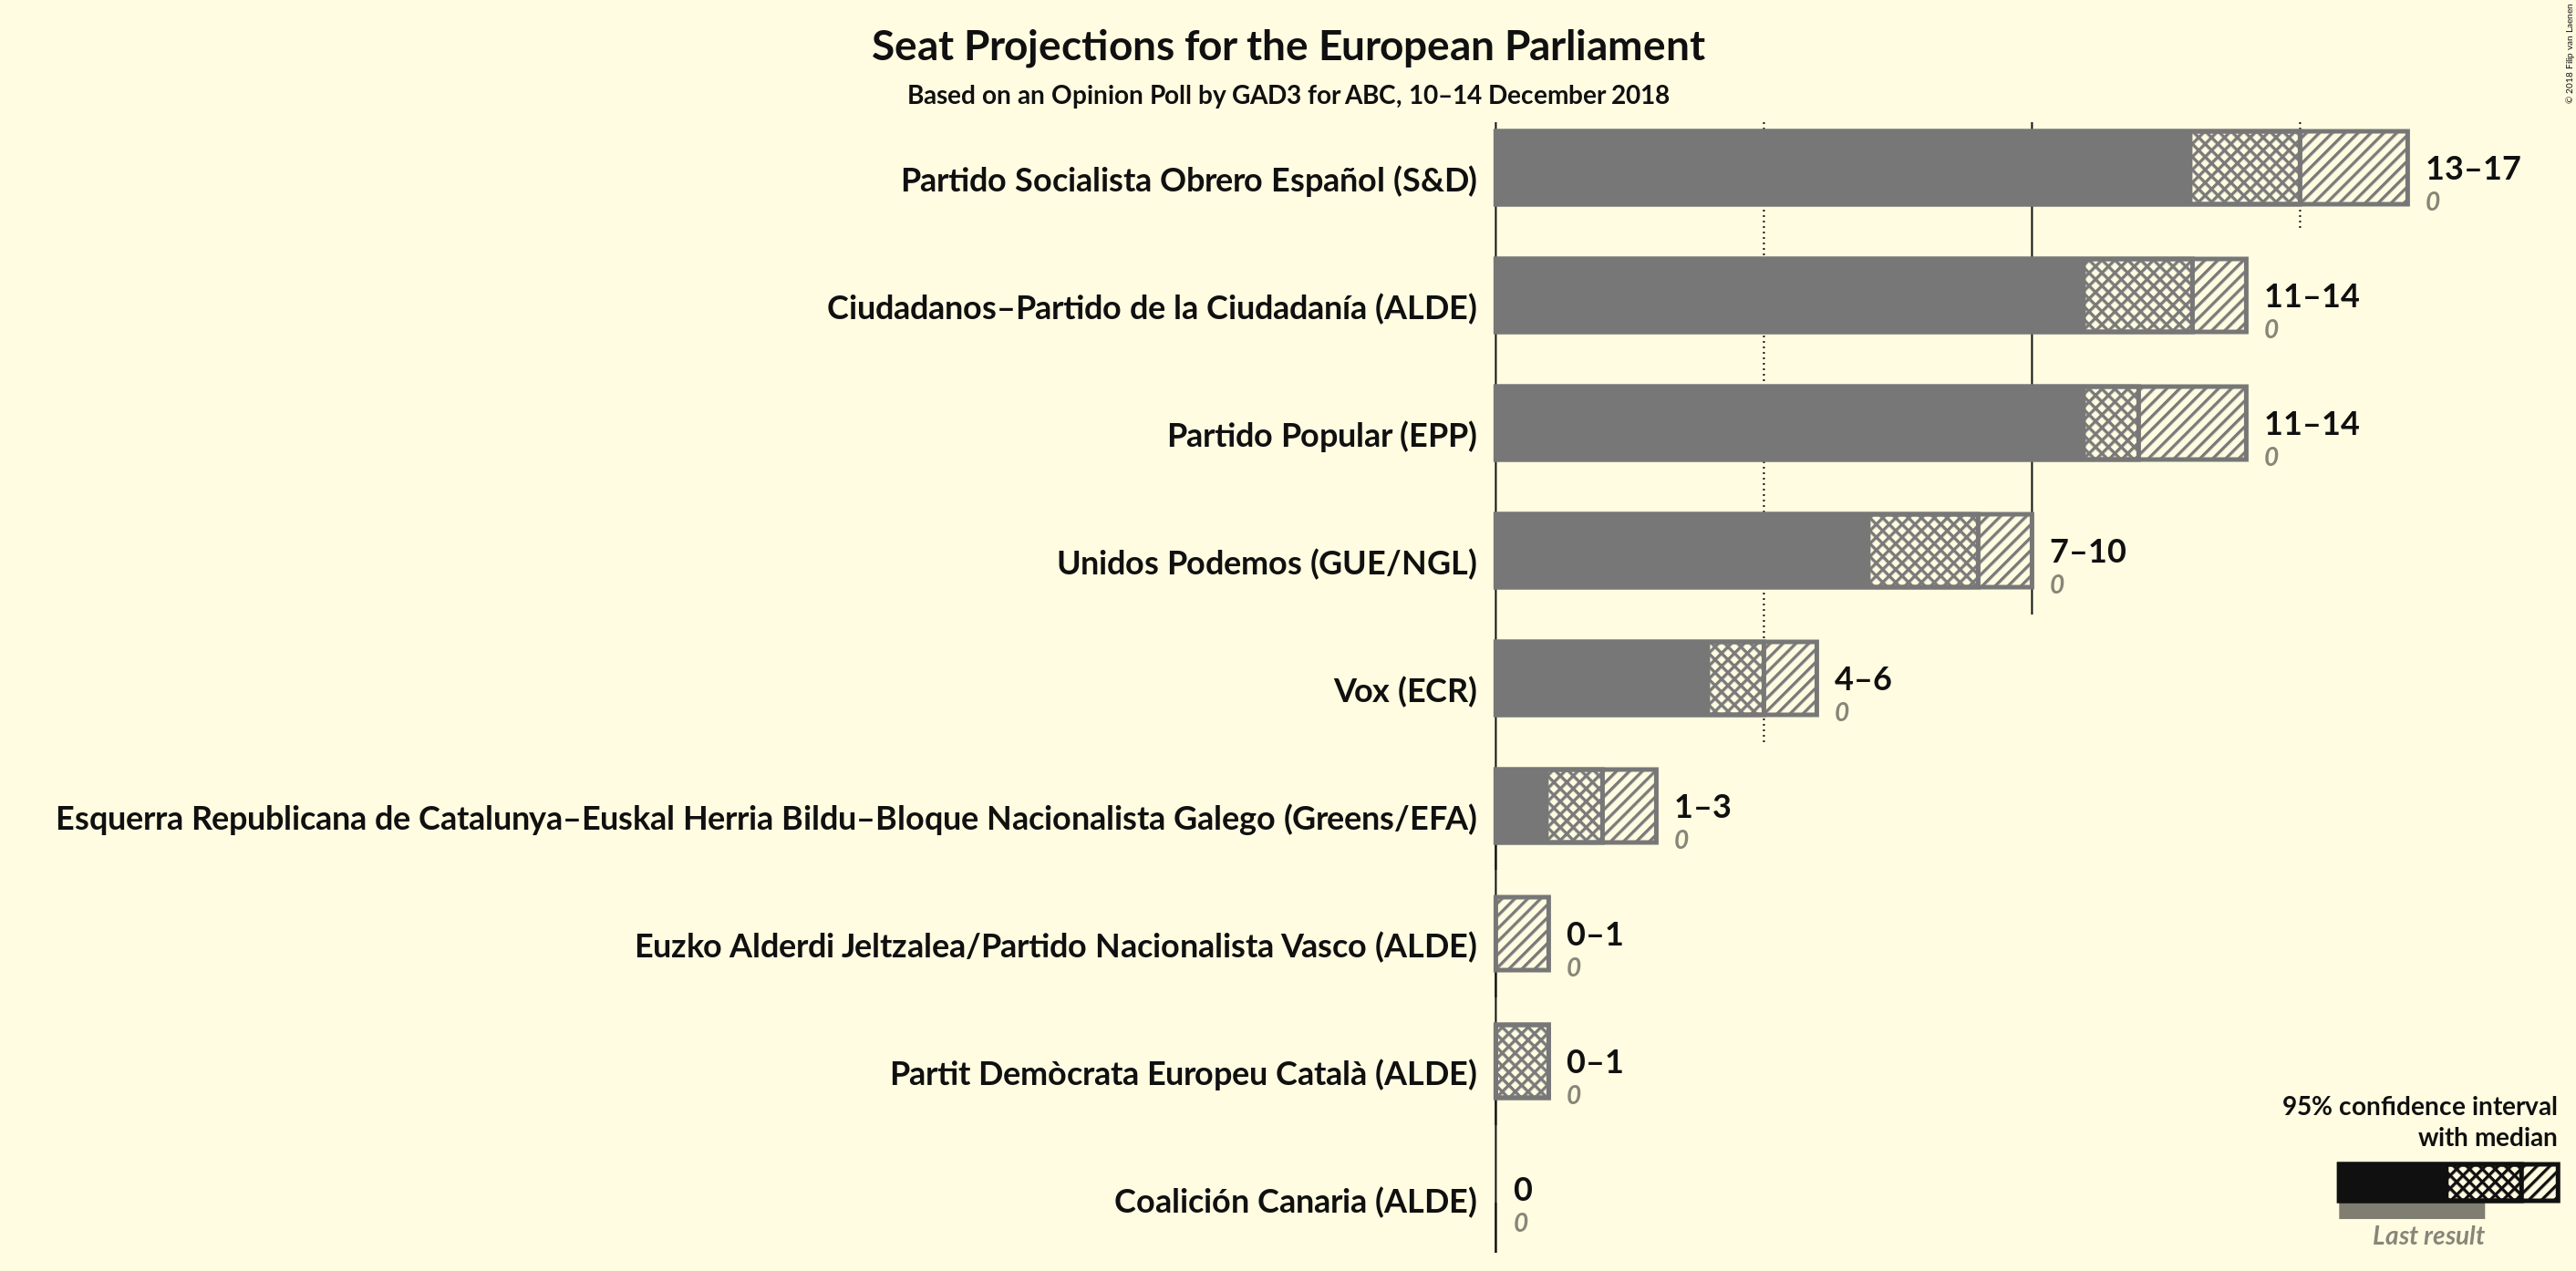 Seat Projections for the European Parliament
Based on an Opinion Poll by GAD3 for ABC, 10–14 December 2018
© 2018 Filip van Laenen
Partido Socialista Obrero Español (S&D)
13–17
0
Ciudadanos–Partido de la Ciudadanía (ALDE)
11–14
0
Partido Popular (EPP)
11–14
0
Unidos Podemos (GUE/NGL)
7–10
0
Vox (ECR)
4–6
0
Esquerra Republicana de Catalunya–Euskal Herria Bildu–Bloque Nacionalista Galego (Greens/EFA)
1–3
0
Euzko Alderdi Jeltzalea/Partido Nacionalista Vasco (ALDE)
0–1
0
Partit Demòcrata Europeu Català (ALDE)
0–1
0
Coalición Canaria (ALDE)
0
0
95% confidence interval
with median
Last result